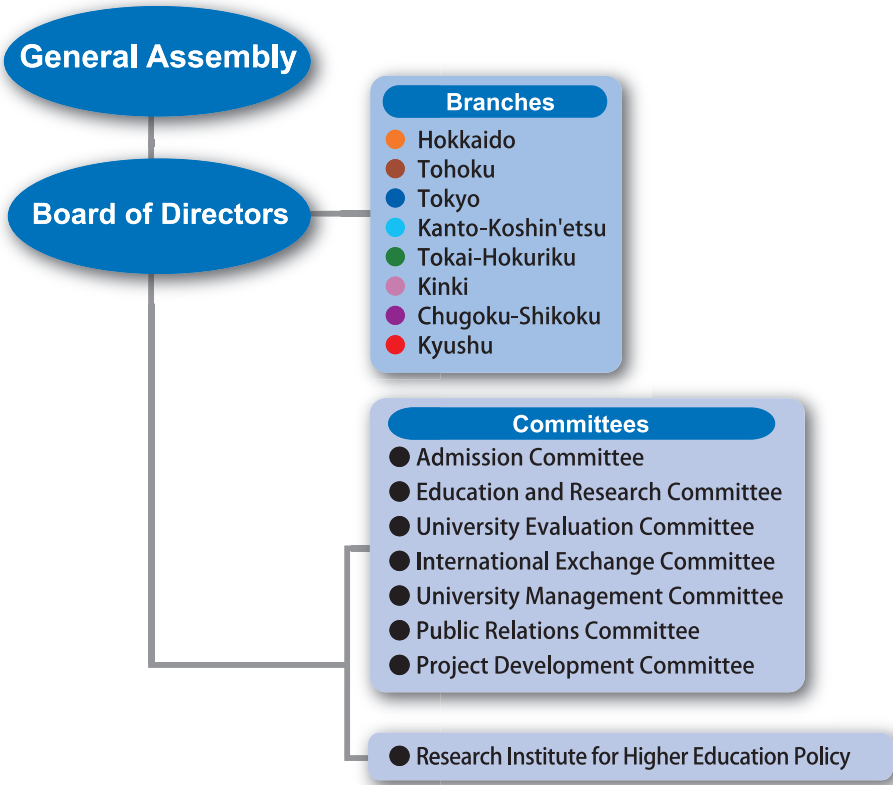 General Assembly
Board of Directors
Branches
Hokkaido
Tohoku
Tokyo
Kanto-Koshin'etsu
Tokai-Hokuriku
Kinki
Chugoku-Shikoku
Kyushu
Committees
Admission Committee
Education and Research Committee
University Evaluation Committee
International Exchange Committee
University Management Committee
Public Relations Committee
Project Development Committee
Research Institute for Higher Education Policy